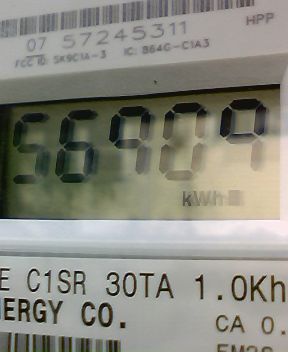 07 57245311
HPP
FCC ID: SK9C1A-3 IC: 864G-C1A3
56909
kWh
E C1SR 30TA 1.0Kh
NERGY CO.
CA 0.